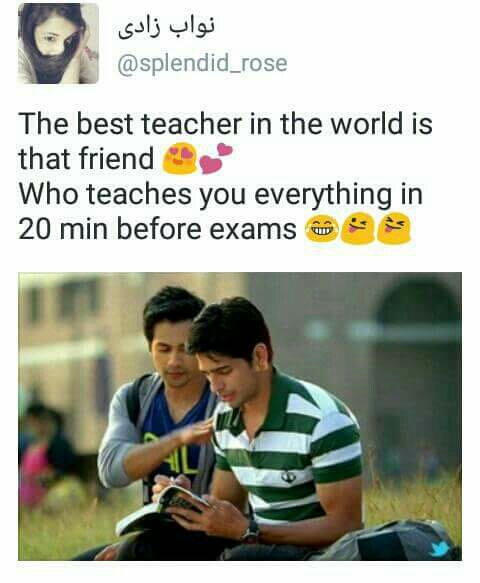 نواب زادی
@splendid_rose
The best teacher in the world is
that friend 😍💕
Who teaches you everything in
20 min before exams 😂😜😝